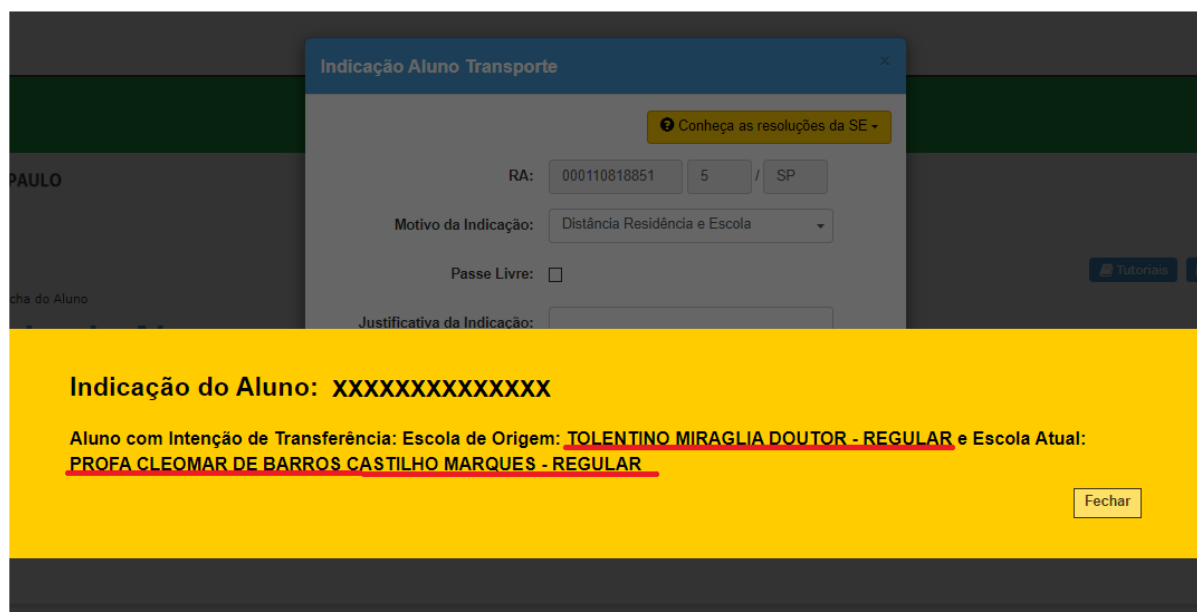 Indicação Aluno Transporte ×
Conheça as resoluções da SE
RA: 000110818851 5 / SP
PAULO
Motivo da Indicação: Distância Residência e Escola
Passe Livre:
Tutoriais
cha do Aluno
Justificativa da Indicação:
Indicação do Aluno: XXXXXXXXXXXXXX
Aluno com Intenção de Transferência: Escola de Origem: TOLENTINO MIRAGLIA DOUTOR - REGULAR e Escola Atual:
PROFA CLEOMAR DE BARROS CASTILHO MARQUES - REGULAR
Fechar